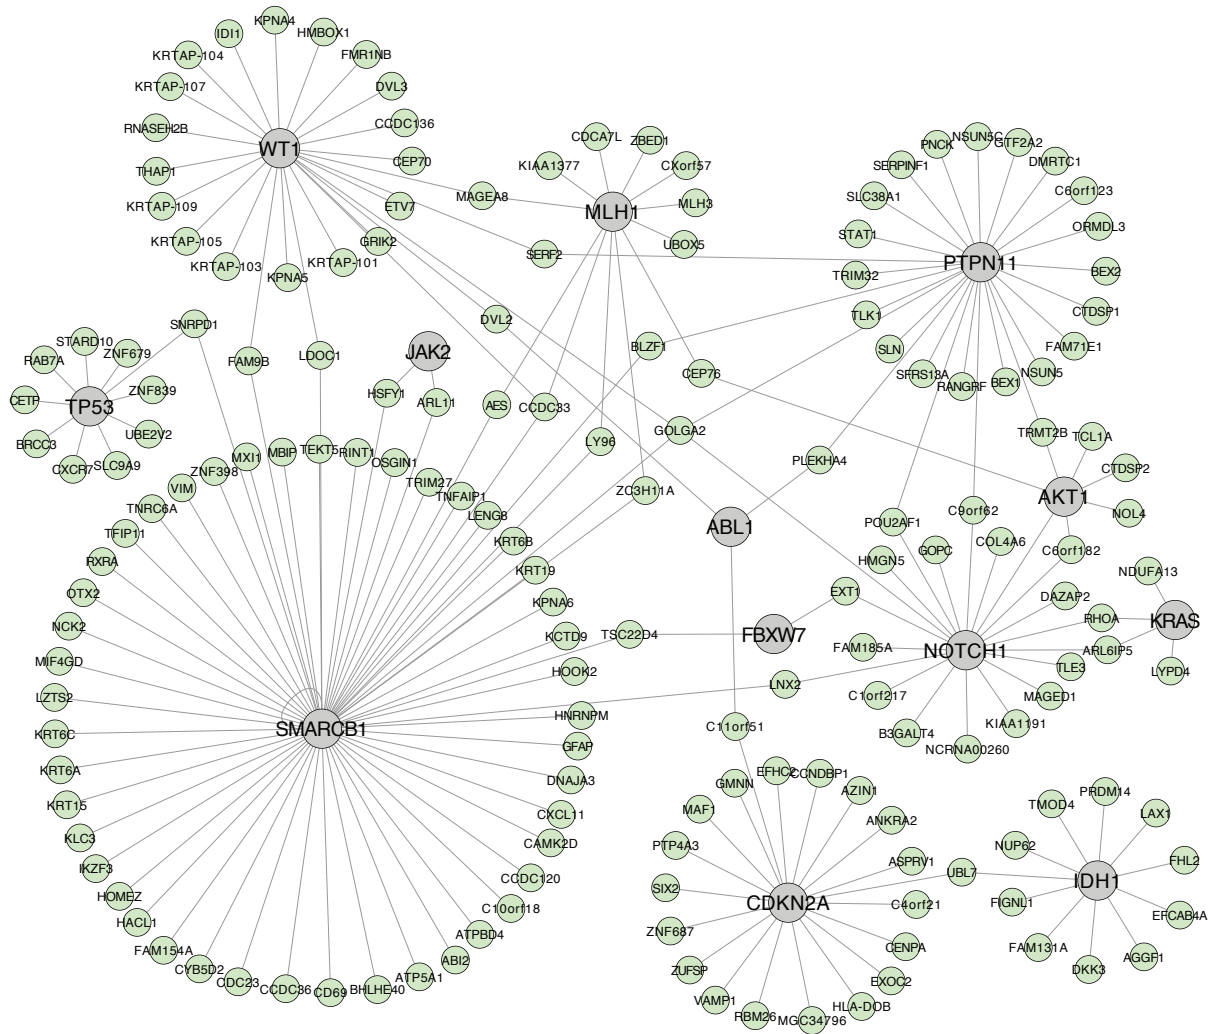 KPNA4
IDI1
HMBOX1
KRTAP-104
FMR1NB
KRTAP-107
DVL3
RNASEH2B
CCDC136
WT1
THAP1
CEP70
KRTAP-109
ETV7
KRTAP-105
GRIK2
KRTAP-103
KPNA5
KRTAP-101
CDCA7L
ZBED1
KIAA1377
CXorf57
MAGEA8
MLH1
MLH3
UBOX5
SERF2
NSUN5C
PNCK
GTF2A2
SERPINF1
DMRTC1
SLC38A1
C6orf123
STAT1
ORMDL3
PTPN11
TRIM32
BEX2
TLK1
CTDSP1
SLN
FAM71E1
SFRS13A
RANGRF
BEX1
NSUN5
SNRPD1
STARD10
ZNF679
RAB7A
ZNF839
CETP
TP53
UBE2V2
BRCC3
CXCR7
SLC9A9
FAM9B
LDOC1
JAK2
HSFY1
ARL11
DVL2
AES
CCDC33
BLZF1
CEP76
LY96
GOLGA2
PLEKHA4
ZC3H11A
TRMT2B
TCL1A
CTDSP2
AKT1
NOL4
ABL1
POU2AF1
C9orf62
COL4A6
C6orf182
HMGN5
GOPC
NDUFA13
EXT1
DAZAP2
RHOA
KRAS
FBXW7
TSC22D4
FAM185A
NOTCH1
ARL6IP5
TLE3
LYPD4
LNX2
C1orf217
MAGED1
KIAA1191
B3GALT4
NCRNA00260
C11orf51
MXI1
MBIP
TEKT5
RINT1
OSGIN1
ZNF398
TRIM27
VIM
TNFAIP1
TNRC6A
LENG8
TFIP11
KRT6B
RXRA
KRT19
OTX2
KPNA6
NCK2
KCTD9
MIF4GD
HOOK2
LZTS2
SMARCB1
HNRNPM
KRT6C
GFAP
KRT6A
DNAJA3
KRT15
CXCL11
KLC3
CAMK2D
IKZF3
CCDC120
HOMEZ
C10orf18
HACL1
ATPBD4
FAM154A
ABI2
CYB5D2
ATP5A1
CDC23
CCDC36
CD69
BHLHE40
EFHC2
CCNDBP1
GMNN
AZIN1
MAF1
ANKRA2
PTP4A3
ASPRV1
UBL7
SIX2
CDKN2A
C4orf21
ZNF687
CENPA
ZUFSP
EXOC2
VAMP1
HLA-DOB
RBM26
MGC34796
PRDM14
TMOD4
LAX1
NUP62
FHL2
IDH1
FIGNL1
EFCAB4A
FAM131A
AGGF1
DKK3